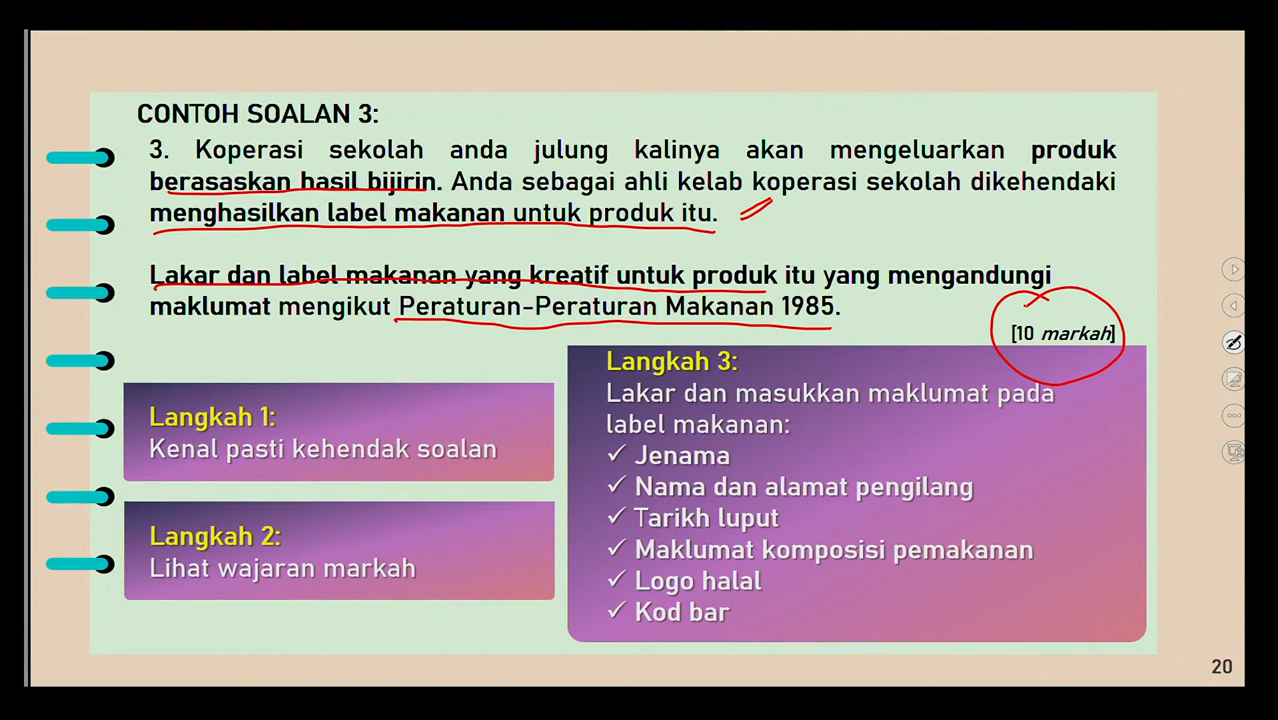 CONTOH SOALAN 3:
3. Koperasi sekolah anda julung kalinya akan mengeluarkan produk
berasaskan hasil bijirin. Anda sebagai ahli kelab koperasi sekolah dikehendaki
menghasilkan label makanan untuk produk itu.
Lakar dan label makanan yang kreatif untuk produk itu yang mengandungi
maklumat mengikut Peraturan-Peraturan Makanan 1985.
[10 markah]
Langkah 1:
Kenal pasti kehendak soalan
Langkah 2:
Lihat wajaran markah
Langkah 3:
Lakar dan masukkan maklumat pada
label makanan:
✓ Jenama
✓ Nama dan alamat pengilang
✓ Tarikh luput
✓ Maklumat komposisi pemakanan
✓ Logo halal
✓ Kod bar
20